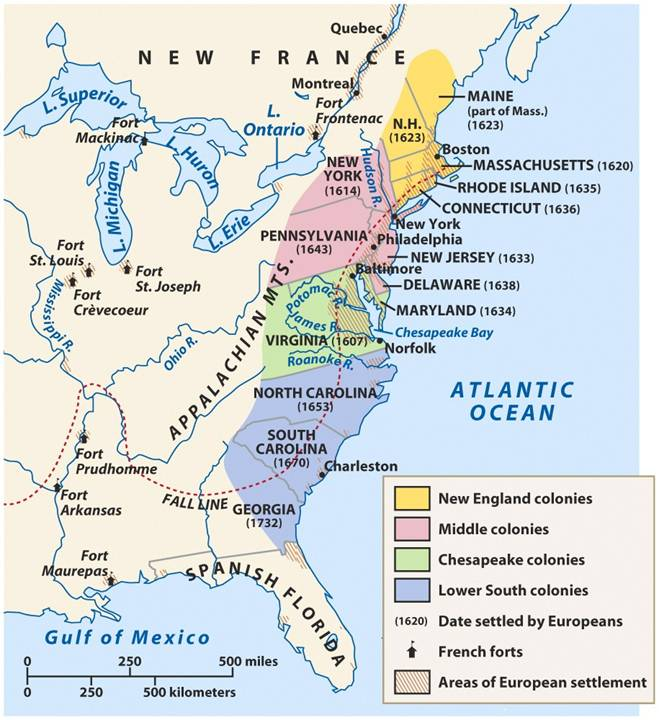 Quebec
NEW FRANCE
Montreal
Fort
Frontenac
L. Superior
Fort
Mackinac
L.
Ontario
L. Huron
L. Michigan
L. Erie
MAINE
(part of Mass.)
(1623)
N.H.
(1623)
Boston
MASSACHUSETTS (1620)
RHODE ISLAND (1635)
CONNECTICUT (1636)
NEW
YORK
(1614)
Hudson R.
New York
PENNSYLVANIA
(1643)
Philadelphia
NEW JERSEY (1633)
Baltimore
DELAWARE (1638)
MARYLAND (1634)
Fort
St. Louis
Fort
St. Joseph
Fort
Crèvecoeur
Mississippi R.
Ohio R.
APPALACHIAN MTS.
Potomac R.
James R.
Chesapeake Bay
VIRGINIA (1607)
Norfolk
Roanoke R.
NORTH CAROLINA
(1653)
ATLANTIC
OCEAN
SOUTH
CAROLINA
(1670)
Charleston
Fort
Prudhomme
Fort
Arkansas
FALL LINE
GEORGIA
(1732)
Fort
Maurepas
SPANISH FLORIDA
Gulf of Mexico
0 250 500 miles
0 250 500 kilometers
New England colonies
Middle colonies
Chesapeake colonies
Lower South colonies
(1620) Date settled by Europeans
French forts
Areas of European settlement